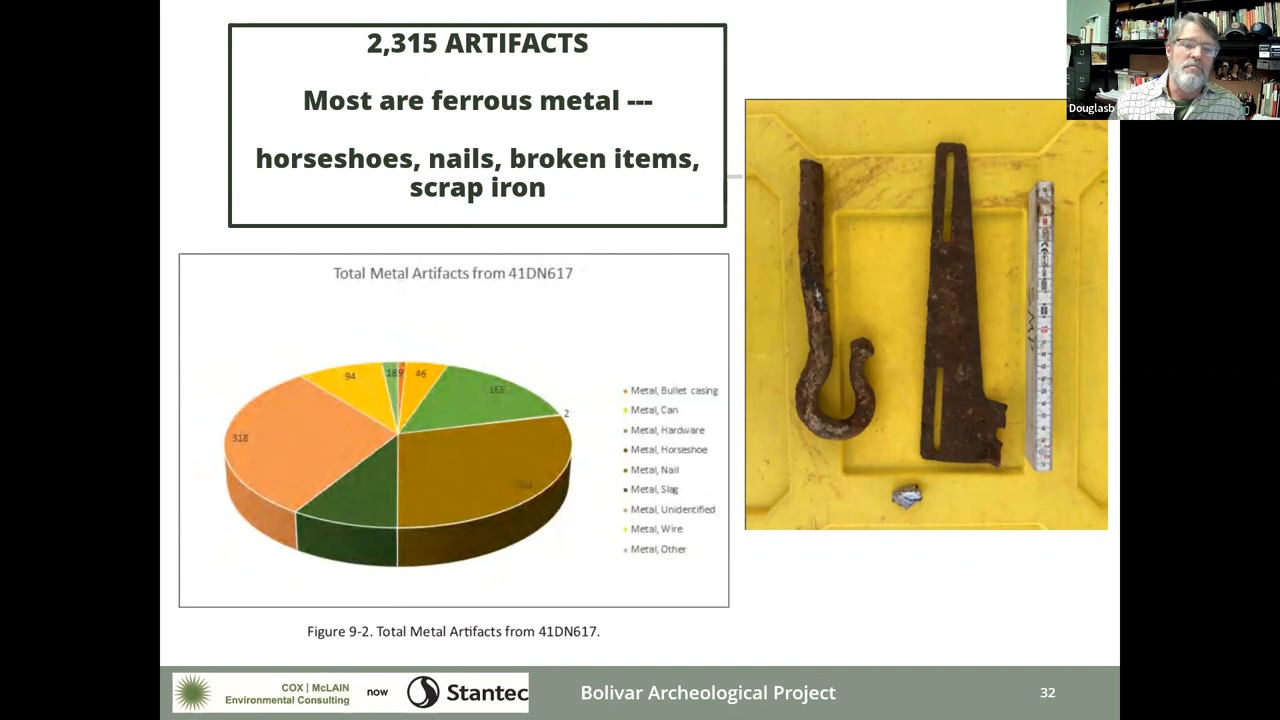 2,315 ARTIFACTS
Most are ferrous metal ---
horseshoes, nails, broken items,
scrap iron
Douglasb
Total Metal Artifacts from 41DN617
94
18
9
46
2
318
Metal, Bullet casing
Metal, Can
Metal, Hardware
Metal, Horseshoe
Metal, Nail
Metal, Slag
Metal, Unidentified
Metal, Wire
Metal, Other
Figure 9-2. Total Metal Artifacts from 41DN617.
COX | McLAIN
Environmental Consulting
now
Stantec
Bolivar Archeological Project
32